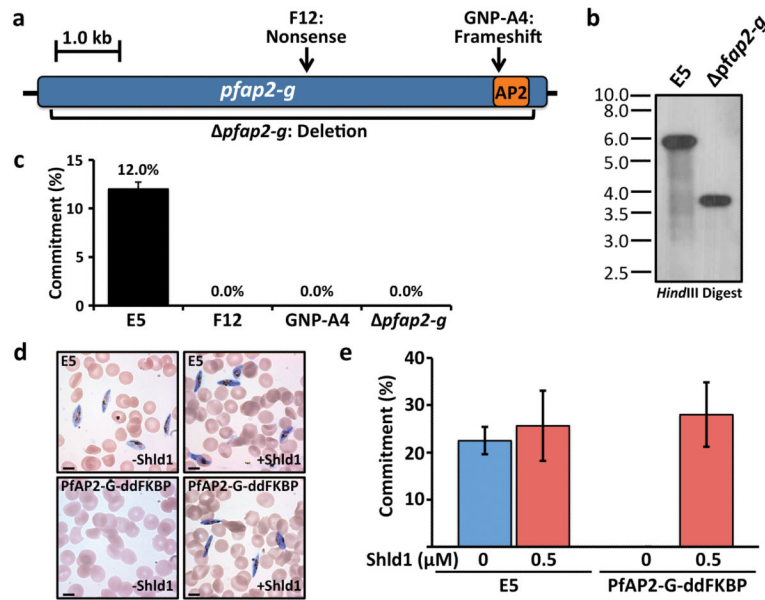 a
1.0 kb
F12:
Nonsense
GNP-A4:
Frameshift
pfap2-g
AP2
Δpfap2-g: Deletion
b
E5
Δpfap2-g
10.0
8.0
6.0
5.0
4.0
3.5
3.0
2.5
HindIII Digest
c
Commitment (%)
15
10
5
0
12.0%
0.0%
0.0%
0.0%
E5
F12
GNP-A4
Δpfap2-g
d
E5
-Shld1
+Shld1
PfAP2-G-ddFKBP
-Shld1
+Shld1
e
Commitment (%)
40
30
20
10
Shld1 (μM)
0
0.5
0
0.5
E5
PfAP2-G-ddFKBP